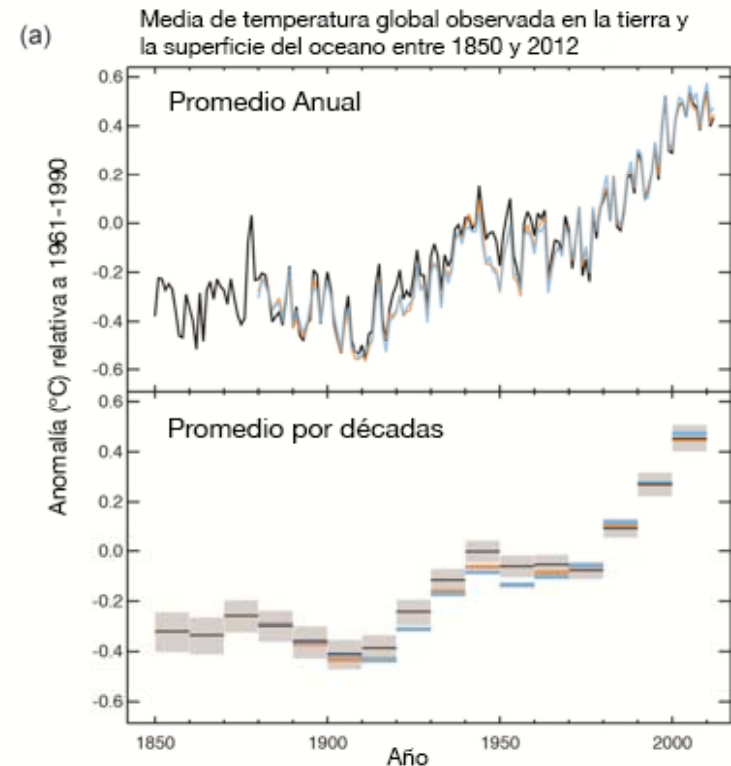 (a)
Media de temperatura global observada en la tierra y
la superficie del oceano entre 1850 y 2012
Anomalía (°C) relativa a 1961-1990
Promedio Anual
0.6
0.4
0.2
0.0
-0.2
-0.4
-0.6
Promedio por décadas
0.6
0.4
0.2
0.0
-0.2
-0.4
-0.6
1850
1900
1950
2000
Año